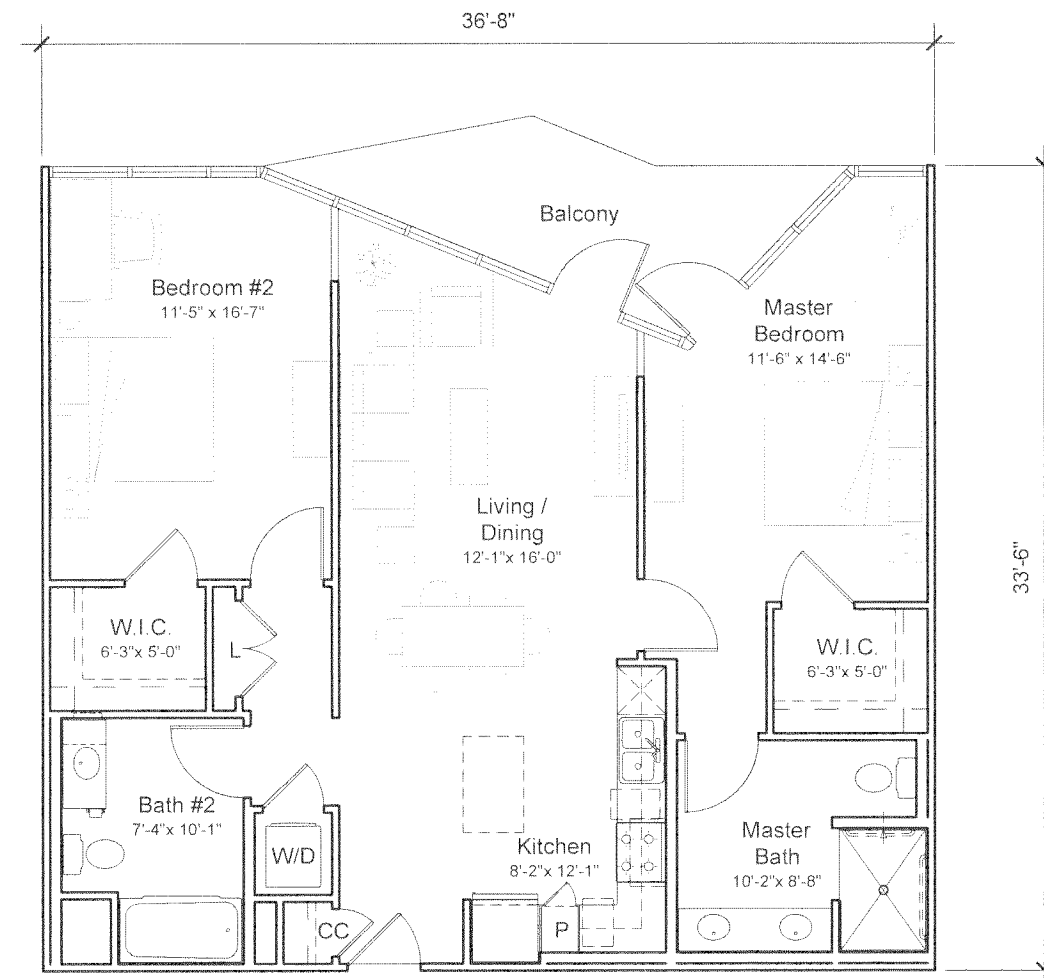 36'-8"
Balcony
Bedroom #2
11'-5" x 16'-7"
Master
Bedroom
11'-6" x 14'-6"
Living /
Dining
12'-1"x 16'-0"
33'-6"
W.I.C.
6'-3"x 5'-0"
L
W.I.C.
6'-3"x 5'-0"
Bath #2
7'-4"x 10'-1"
W/D
Kitchen
8'-2"x 12'-1"
Master
Bath
10'-2"x 8'-8"
CC
P